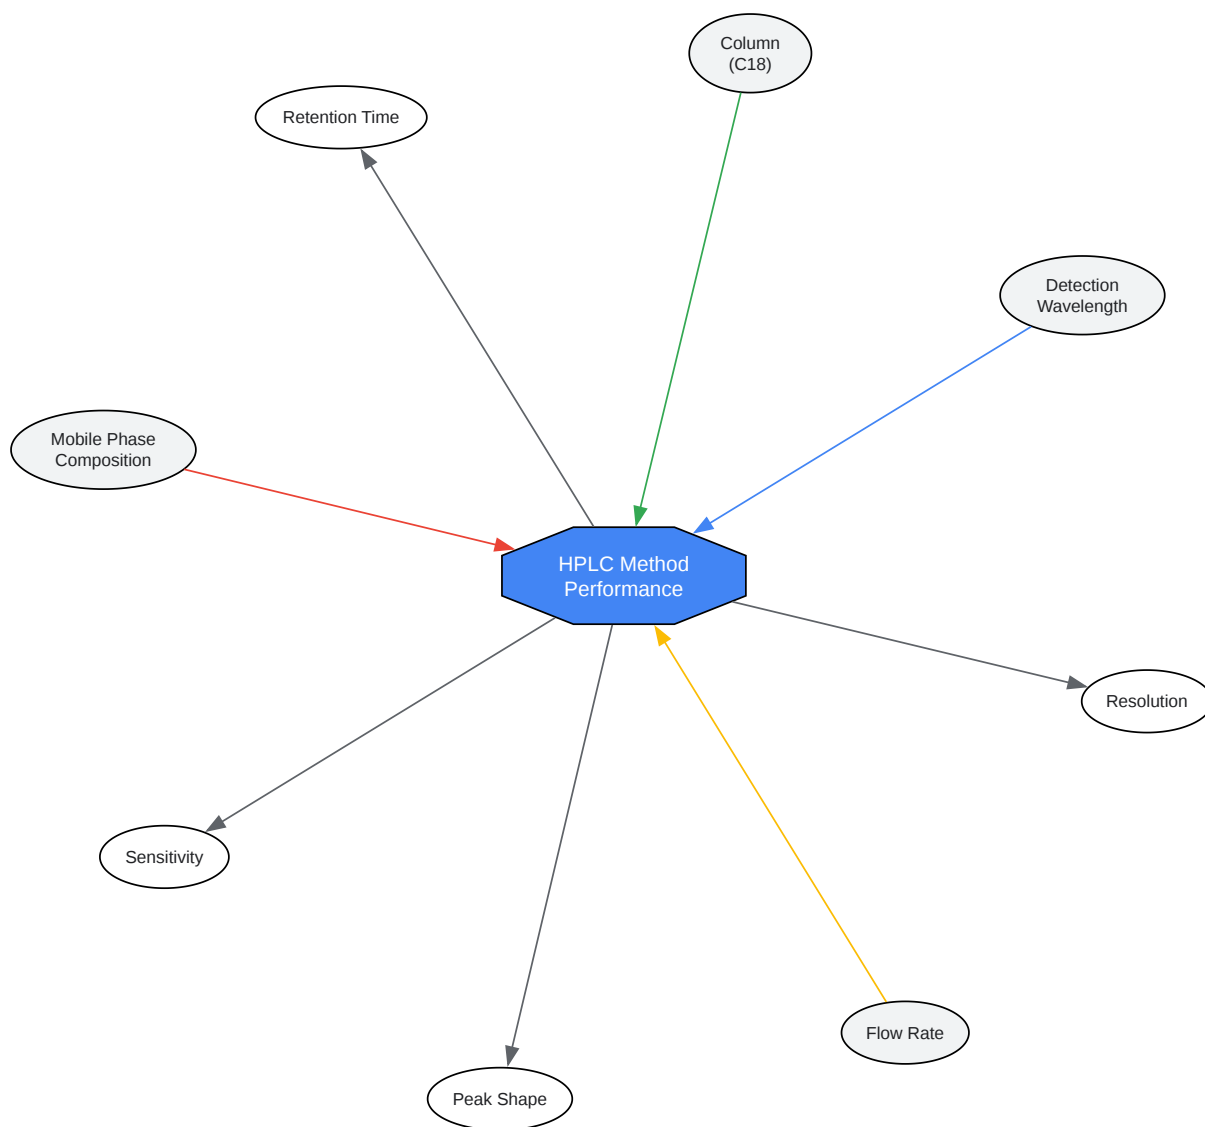 Column
(C18)
Retention Time
Detection
Wavelength
Mobile Phase
Composition
HPLC Method
Performance
Resolution
Sensitivity
Flow Rate
Peak Shape